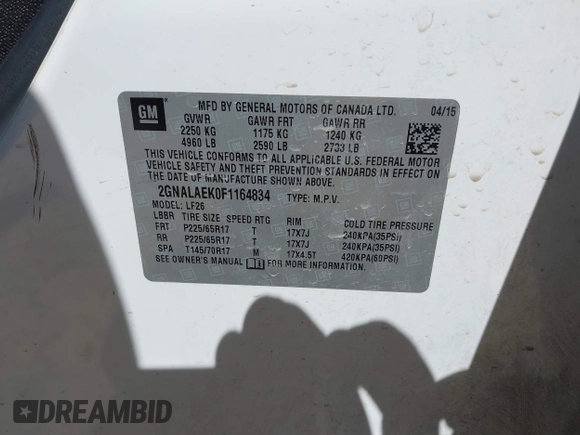 GM
MFD BY GENERAL MOTORS OF CANADA LTD. 04/15
GVWR GAWR FRT GAWR RR
2250 KG 1175 KG 1240 KG
4960 LB 2590 LB 2733 LB
THIS VEHICLE CONFORMS TO ALL APPLICABLE U.S. FEDERAL MOTOR
VEHICLE SAFETY AND THEFT PREVENTION STANDARDS IN EFFECT
ON THE DATE OF MANUFACTURE SHOWN ABOVE.
2GNALAEK0F1164834 TYPE: M.P.V.
MODEL: LF26
LBBR TIRE SIZE SPEED RTG RIM COLD TIRE PRESSURE
FRT P225/65R17 T 17X7J 240KPA(35PSI)
RR P225/65R17 T 17X7J 240KPA(35PSI)
SPA T145/70R17 M 17X4.5T 420KPA(60PSI)
SEE OWNER'S MANUAL FOR MORE INFORMATION.
DREAMBID